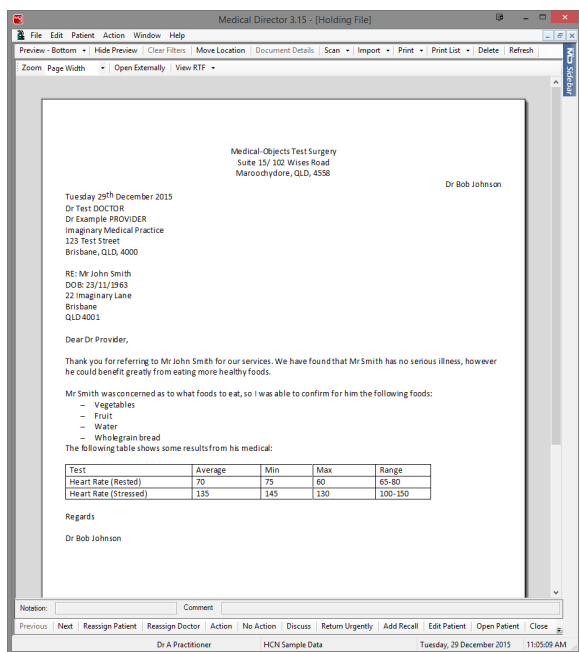 Medical Director 3.15 - [Holding File]
File Edit Patient Action Window Help
Preview - Bottom Hide Preview Clear Filters Move Location Document Details Scan Import Print Print List Delete Refresh
MD Sidebar
Zoom Page Width Open Externally View RTF
Medical-Objects Test Surgery
Suite 15/ 102 Wises Road
Maroochydore, QLD, 4558
Dr Bob Johnson
Tuesday 29th December 2015
Dr Test DOCTOR
Dr Example PROVIDER
Imaginary Medical Practice
123 Test Street
Brisbane, QLD, 4000
RE: Mr John Smith
DOB: 23/11/1963
22 Imaginary Lane
Brisbane
QLD 4001
Dear Dr Provider,
Thank you for referring to Mr John Smith for our services. We have found that Mr Smith has no serious illness, however
he could benefit greatly from eating more healthy foods.
Mr Smith was concerned as to what foods to eat, so I was able to confirm for him the following foods:
– Vegetables
– Fruit
– Water
– Wholegrain bread
The following table shows some results from his medical:
Test Average Min Max Range
Heart Rate (Rested) 70 75 60 65-80
Heart Rate (Stressed) 135 145 130 100-150
Regards
Dr Bob Johnson
Notation: Comment
Previous Next Reassign Patient Reassign Doctor Action No Action Discuss Return Urgently Add Recall Edit Patient Open Patient Close
Dr A Practitioner HCN Sample Data Tuesday, 29 December 2015 11:05:09 AM